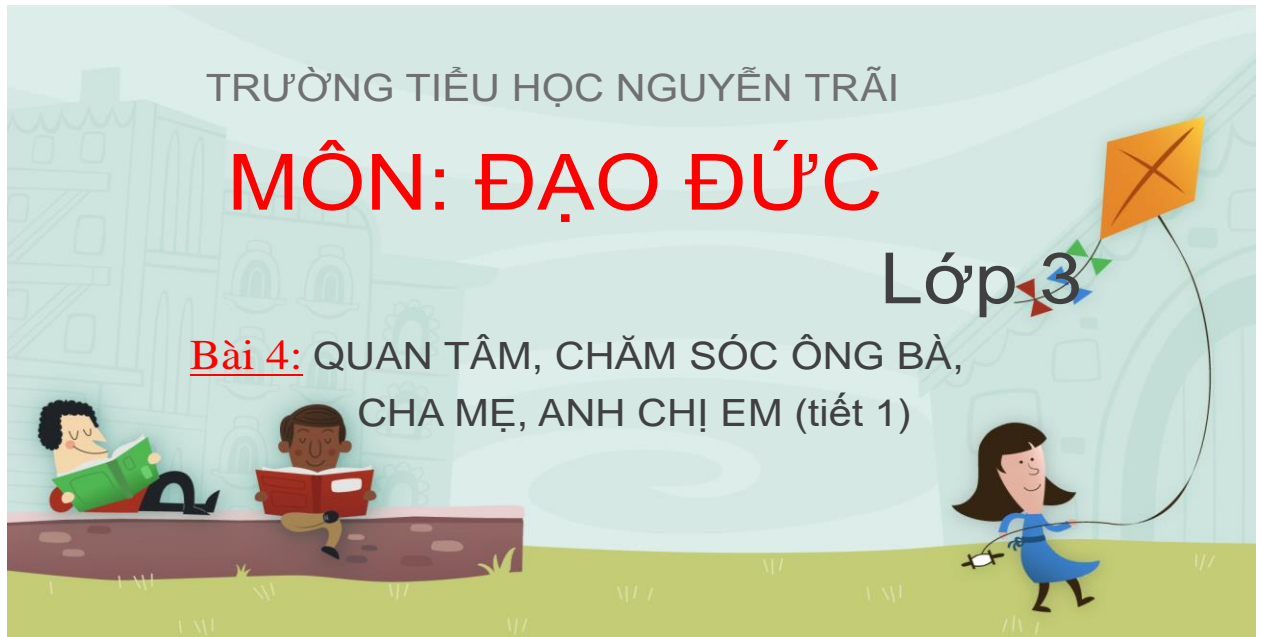 TRƯỜNG TIỂU HỌC NGUYỄN TRÃI
MÔN: ĐẠO ĐỨC
Lớp 3
Bài 4: QUAN TÂM, CHĂM SÓC ÔNG BÀ,
CHA MẸ, ANH CHỊ EM (tiết 1)